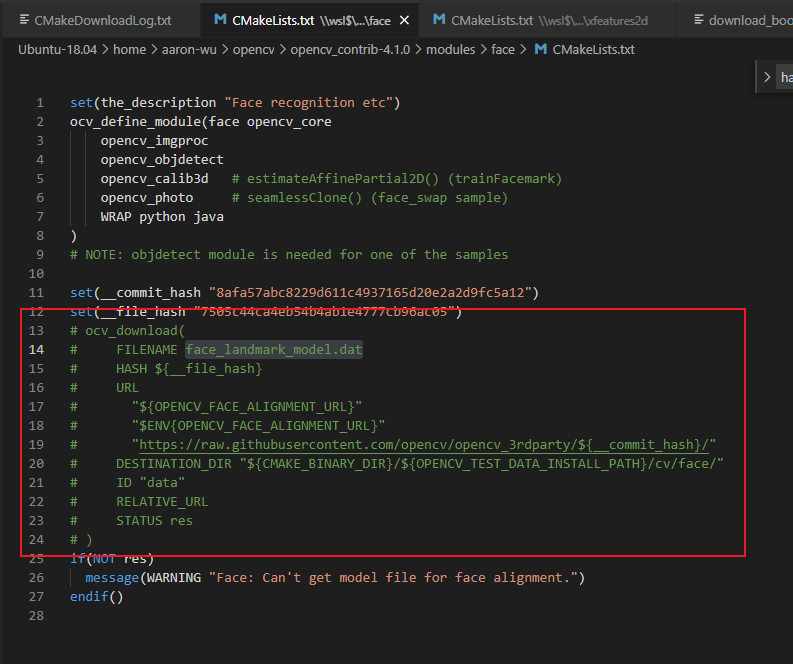 CMakeDownloadLog.txt
CMakeLists.txt \\wsl$\...\face
CMakeLists.txt \\wsl$\...\xfeatures2d
download_boo
Ubuntu-18.04 > home > aaron-wu > opencv > opencv_contrib-4.1.0 > modules > face > CMakeLists.txt
> ha
1 set(the_description "Face recognition etc")
2 ocv_define_module(face opencv_core
3     opencv_imgproc
4     opencv_objdetect
5     opencv_calib3d   # estimateAffinePartial2D() (trainFacemark)
6     opencv_photo     # seamlessClone() (face_swap sample)
7     WRAP python java
8 )
9 # NOTE: objdetect module is needed for one of the samples
10
11 set(__commit_hash "8afa57abc8229d611c4937165d20e2a2d9fc5a12")
12 set(__file_hash "7505c44ca4eb54b4ab1e4777cb96ac05")
13 # ocv_download(
14 #     FILENAME face_landmark_model.dat
15 #     HASH ${__file_hash}
16 #     URL
17 #       "${OPENCV_FACE_ALIGNMENT_URL}"
18 #       "$ENV{OPENCV_FACE_ALIGNMENT_URL}"
19 #       "https://raw.githubusercontent.com/opencv/opencv_3rdparty/${__commit_hash}/"
20 #     DESTINATION_DIR "${CMAKE_BINARY_DIR}/${OPENCV_TEST_DATA_INSTALL_PATH}/cv/face/"
21 #     ID "data"
22 #     RELATIVE_URL
23 #     STATUS res
24 # )
25 if(NOT res)
26   message(WARNING "Face: Can't get model file for face alignment.")
27 endif()
28